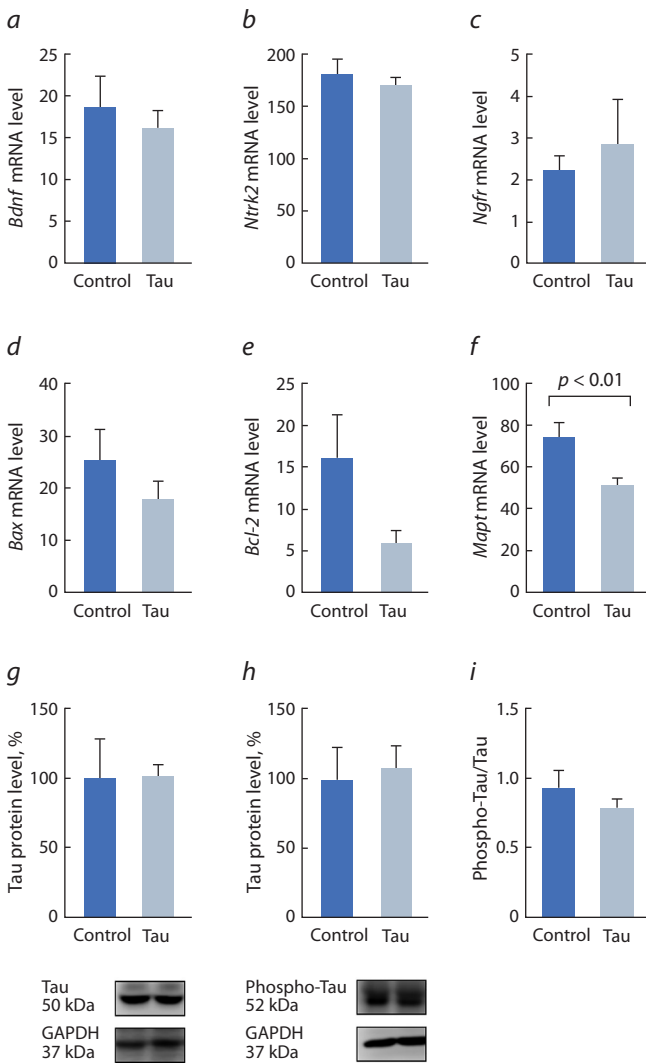 a
b
c
Bdnf mRNA level
25
20
15
10
5
0
Control Tau
Ntrk2 mRNA level
200
150
100
50
0
Control Tau
Ngfr mRNA level
5
4
3
2
1
0
Control Tau
d
e
f
Bax mRNA level
40
30
20
10
0
Control Tau
Bcl-2 mRNA level
25
20
15
10
5
0
Control Tau
Mapt mRNA level
100
80
60
40
20
0
p < 0.01
Control Tau
g
h
i
Tau protein level, %
150
100
50
0
Control Tau
Tau protein level, %
150
100
50
0
Control Tau
Phospho-Tau/Tau
1.5
1.0
0.5
0
Control Tau
Tau
50 kDa
GAPDH
37 kDa
Phospho-Tau
52 kDa
GAPDH
37 kDa